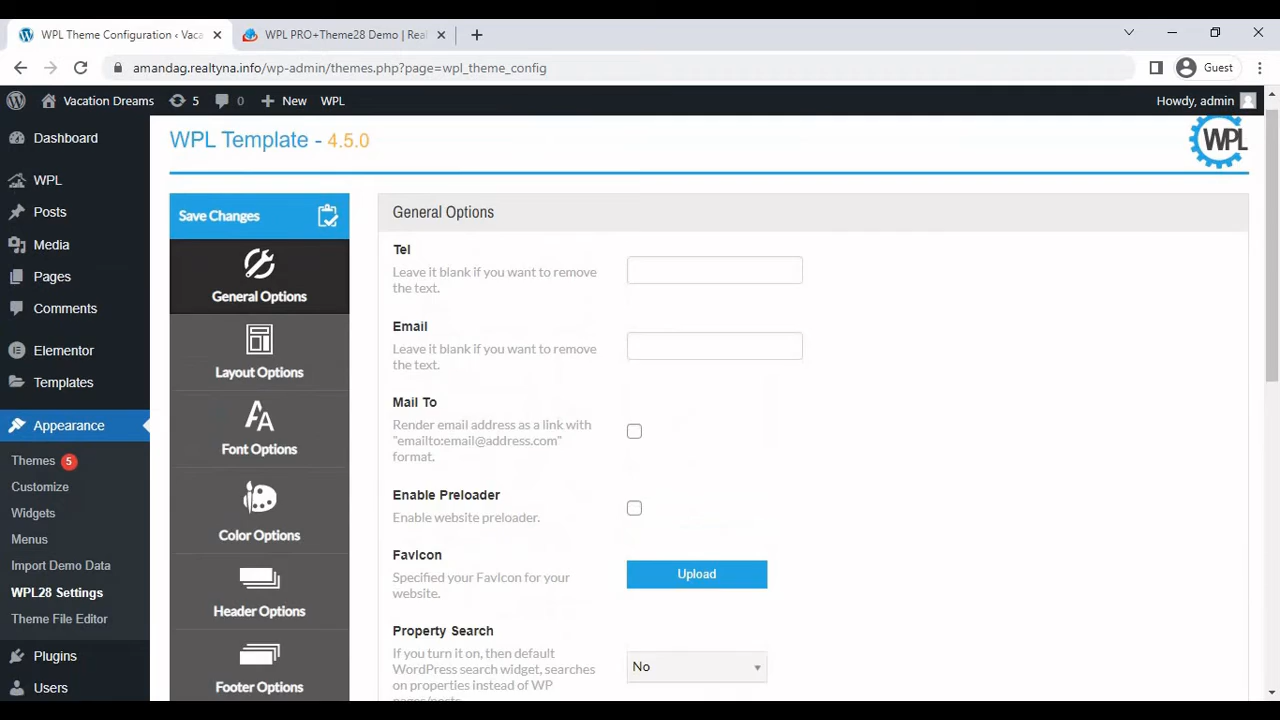 WPL Theme Configuration ‹ Vaca
WPL PRO+Theme28 Demo | Real
amandag.realtyna.info/wp-admin/themes.php?page=wpl_theme_config
Guest
Vacation Dreams
5
0
New
WPL
Howdy, admin
Dashboard
WPL
Posts
Media
Pages
Comments
Elementor
Templates
Appearance
Themes 5
Customize
Widgets
Menus
Import Demo Data
WPL28 Settings
Theme File Editor
Plugins
Users
WPL Template - 4.5.0
WPL
Save Changes
General Options
Layout Options
Font Options
Color Options
Header Options
Footer Options
General Options
Tel
Leave it blank if you want to remove
the text.
Email
Leave it blank if you want to remove
the text.
Mail To
Render email address as a link with
"emailto:email@address.com"
format.
Enable Preloader
Enable website preloader.
FavIcon
Specified your FavIcon for your
website.
Upload
Property Search
If you turn it on, then default
WordPress search widget, searches
on properties instead of WP
pages/posts.
No